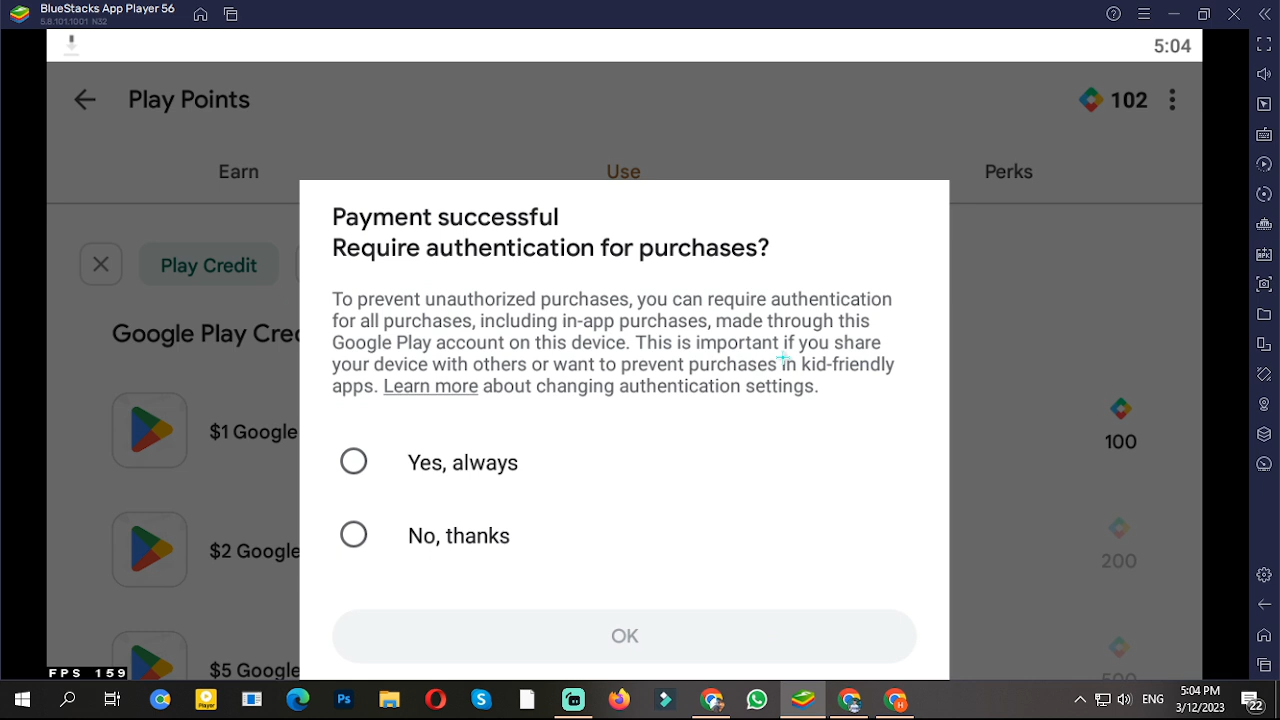 BlueStacks App Player 56
5.8.101.1001 N32
5:04
Play Points
102
Earn
Use
Perks
Payment successful
Require authentication for purchases?
Play Credit
To prevent unauthorized purchases, you can require authentication
for all purchases, including in-app purchases, made through this
Google Play account on this device. This is important if you share
your device with others or want to prevent purchases in kid-friendly
apps. Learn more about changing authentication settings.
Google Play Cred
$1 Google
100
Yes, always
No, thanks
$2 Google
200
OK
$5 Google
500
FPS 159
Player
Ps
ENG
5:04 PM
3/12/2023
22